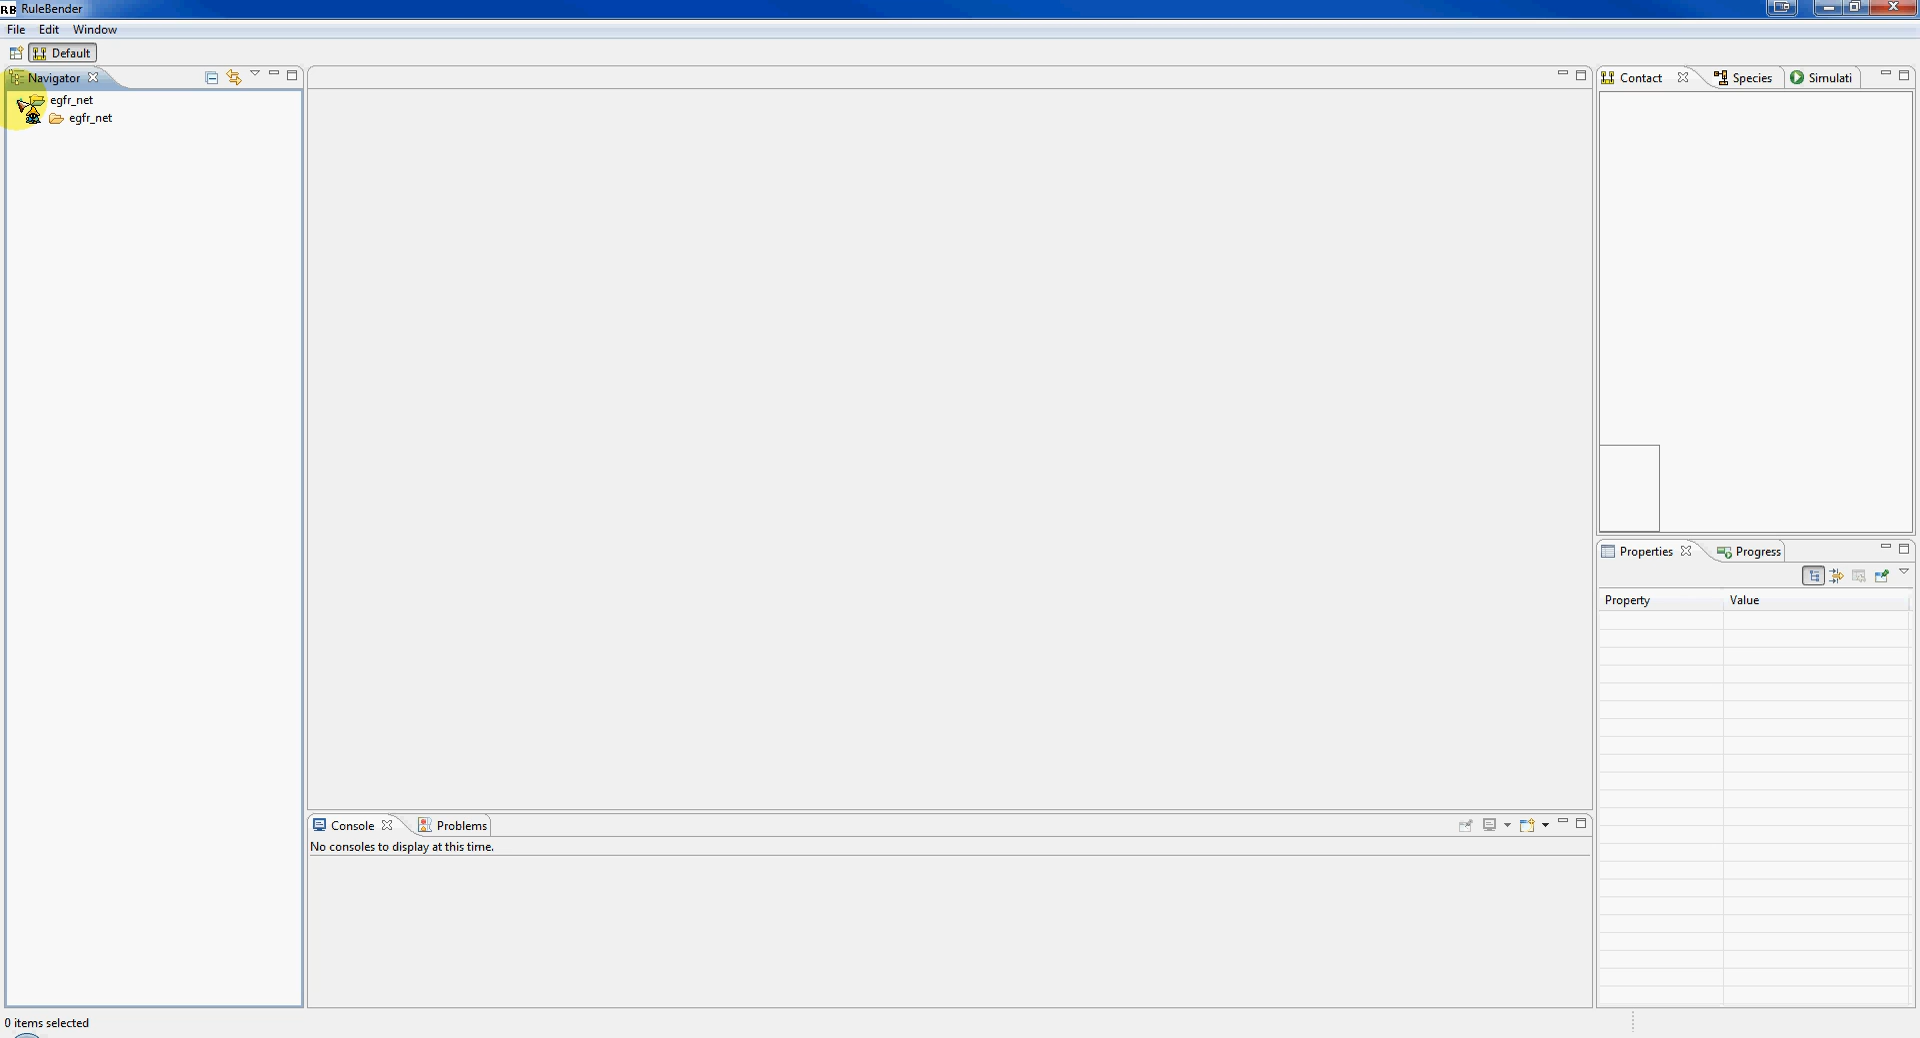 RB RuleBender
File Edit Window
Default
Navigator
egfr_net
egfr_net
Contact Species Simulati
Properties Progress
Property Value
Console Problems
No consoles to display at this time.
0 items selected